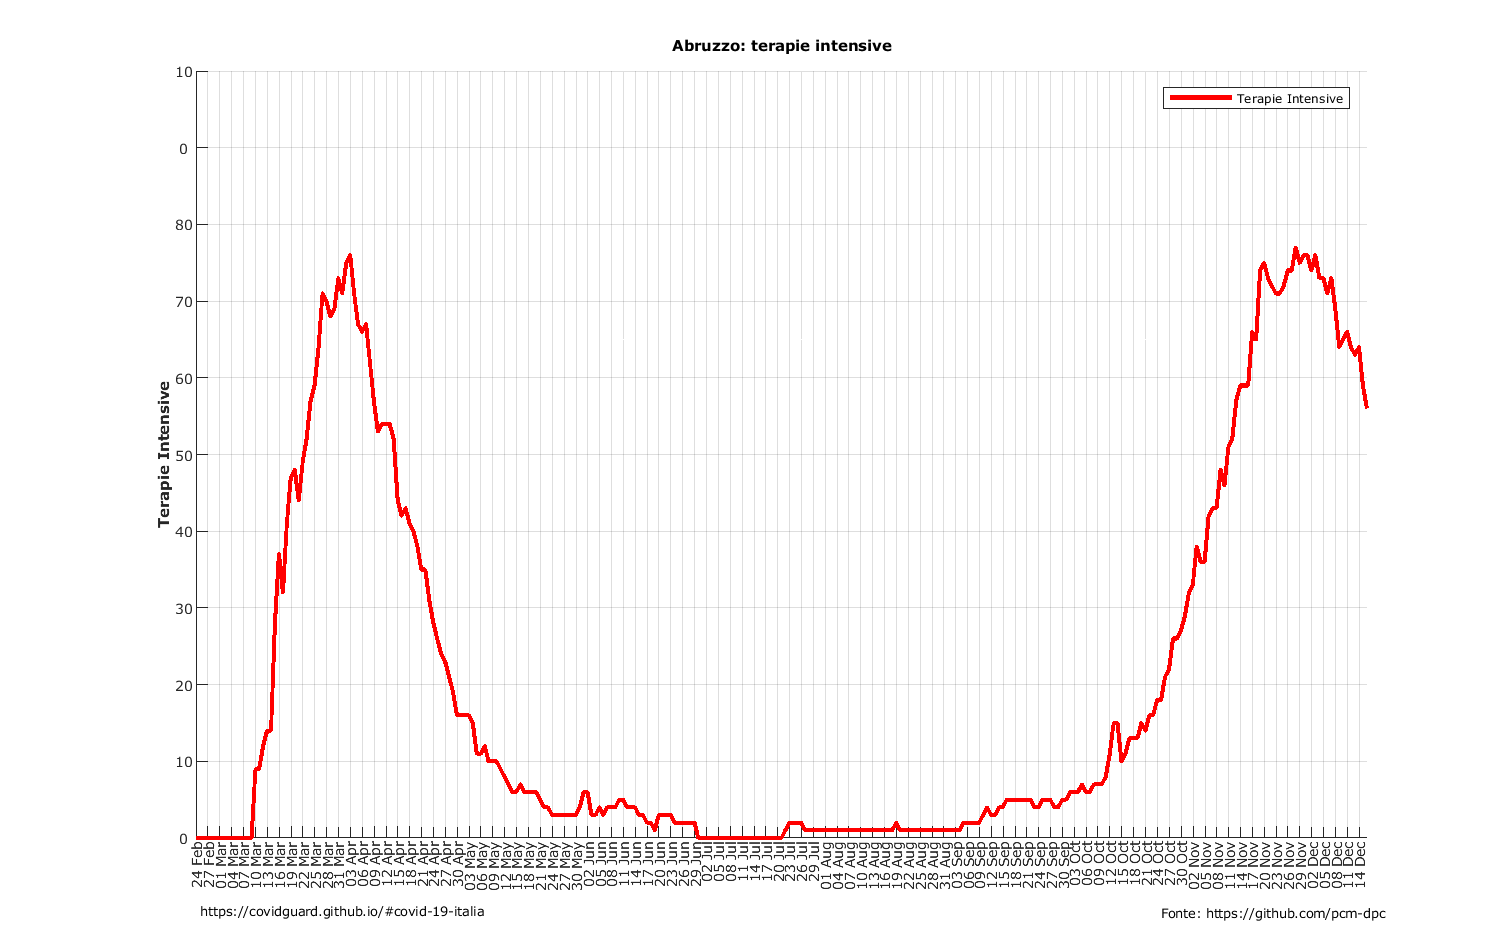 Abruzzo: terapie intensive
Terapie Intensive
10
0
80
70
60
50
40
30
20
10
0
Terapie Intensive
24 Feb
27 Feb
01 Mar
04 Mar
07 Mar
10 Mar
13 Mar
16 Mar
19 Mar
22 Mar
25 Mar
28 Mar
31 Mar
03 Apr
06 Apr
09 Apr
12 Apr
15 Apr
18 Apr
21 Apr
24 Apr
27 Apr
30 Apr
03 May
06 May
09 May
12 May
15 May
18 May
21 May
24 May
27 May
30 May
02 Jun
05 Jun
08 Jun
11 Jun
14 Jun
17 Jun
20 Jun
23 Jun
26 Jun
29 Jun
02 Jul
05 Jul
08 Jul
11 Jul
14 Jul
17 Jul
20 Jul
23 Jul
26 Jul
29 Jul
01 Aug
04 Aug
07 Aug
10 Aug
13 Aug
16 Aug
19 Aug
22 Aug
25 Aug
28 Aug
31 Aug
03 Sep
06 Sep
09 Sep
12 Sep
15 Sep
18 Sep
21 Sep
24 Sep
27 Sep
30 Sep
03 Oct
06 Oct
09 Oct
12 Oct
15 Oct
18 Oct
21 Oct
24 Oct
27 Oct
30 Oct
02 Nov
05 Nov
08 Nov
11 Nov
14 Nov
17 Nov
20 Nov
23 Nov
26 Nov
29 Nov
02 Dec
05 Dec
08 Dec
11 Dec
14 Dec
https://covidguard.github.io/#covid-19-italia
Fonte: https://github.com/pcm-dpc